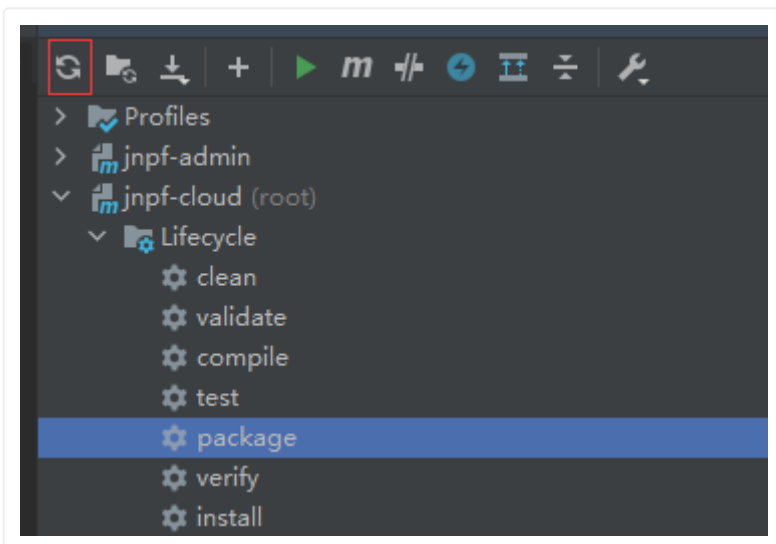 m
Profiles
jnpf-admin
jnpf-cloud (root)
Lifecycle
clean
validate
compile
test
package
verify
install